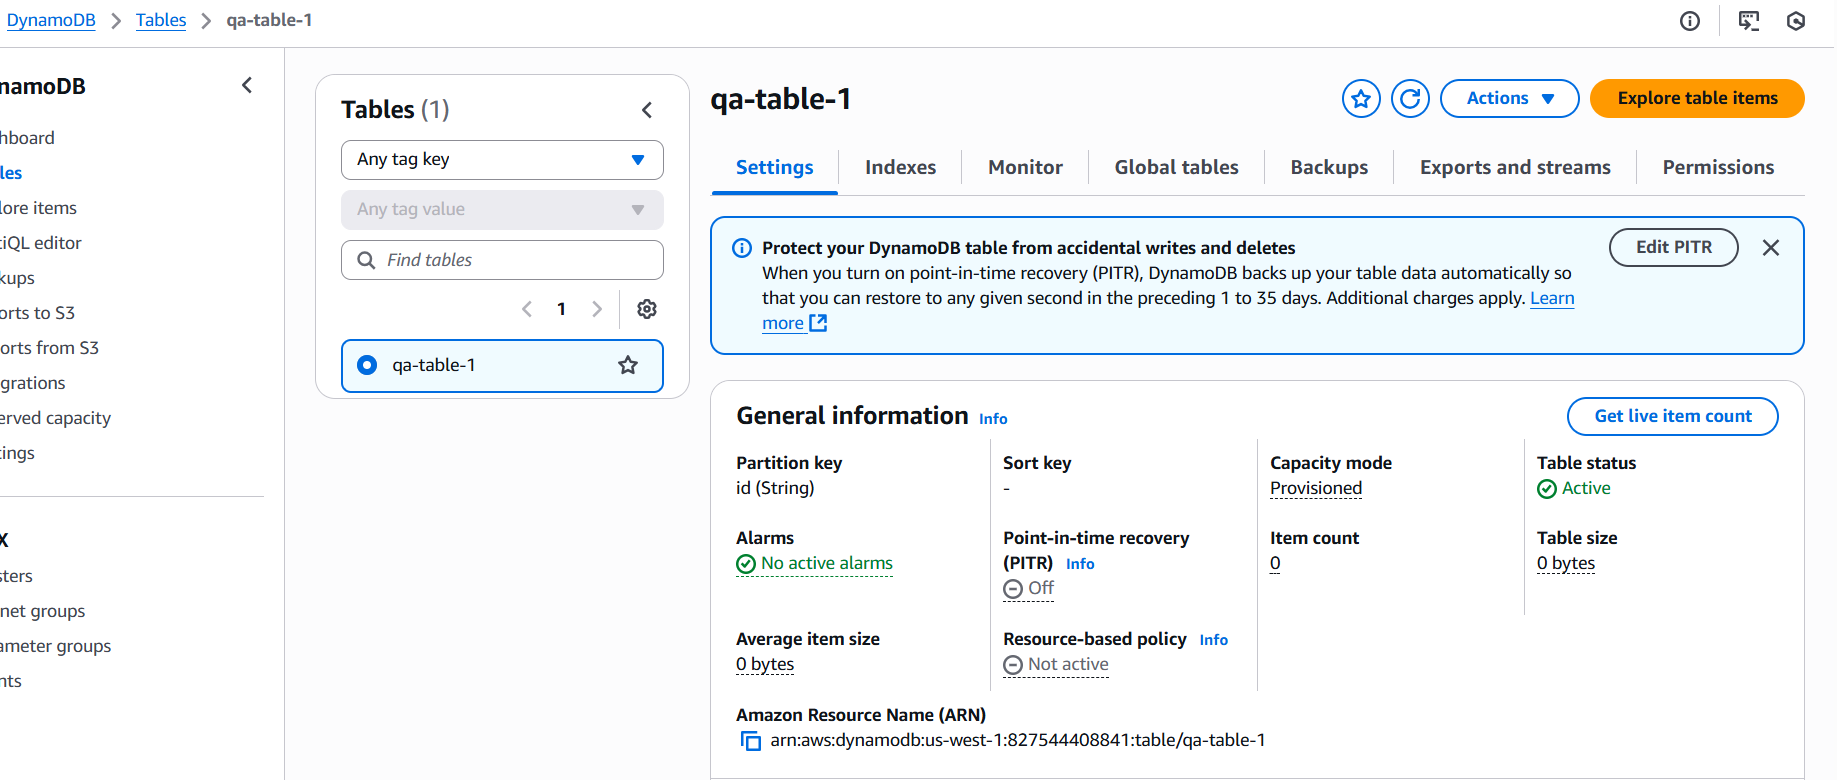 DynamoDB > Tables > qa-table-1
namoDB
hboard
les
lore items
iQL editor
kups
orts to S3
orts from S3
grations
erved capacity
ings
X
sters
net groups
ameter groups
nts
Tables (1)
Any tag key
Any tag value
Find tables
1
qa-table-1
qa-table-1
Actions
Explore table items
Settings
Indexes
Monitor
Global tables
Backups
Exports and streams
Permissions
Protect your DynamoDB table from accidental writes and deletes
When you turn on point-in-time recovery (PITR), DynamoDB backs up your table data automatically so
that you can restore to any given second in the preceding 1 to 35 days. Additional charges apply. Learn
more
Edit PITR
General information Info
Get live item count
Partition key
id (String)
Sort key
-
Capacity mode
Provisioned
Table status
Active
Alarms
No active alarms
Point-in-time recovery
(PITR) Info
Off
Item count
0
Table size
0 bytes
Average item size
0 bytes
Resource-based policy Info
Not active
Amazon Resource Name (ARN)
arn:aws:dynamodb:us-west-1:827544408841:table/qa-table-1